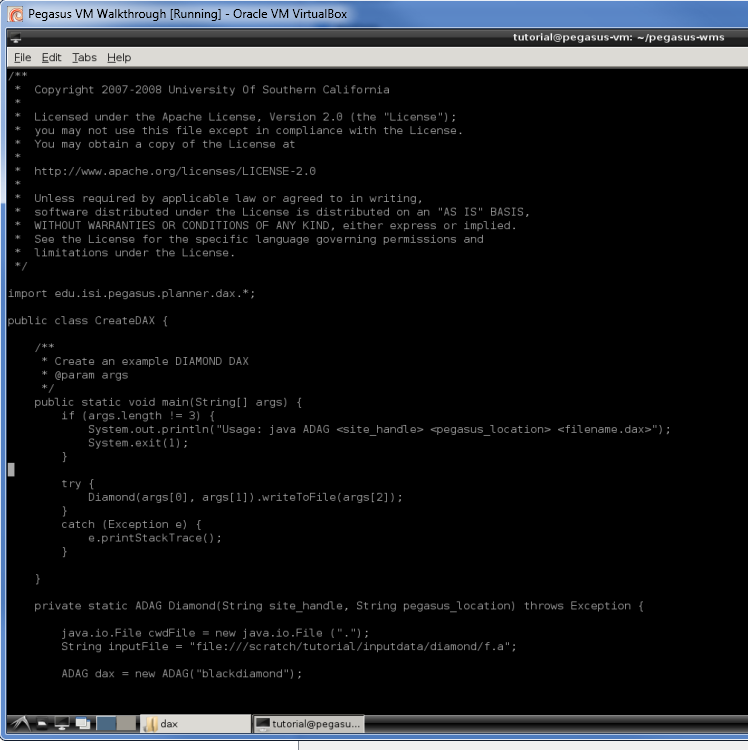 Pegasus VM Walkthrough [Running] - Oracle VM VirtualBox
tutorial@pegasus-vm: ~/pegasus-wms
File Edit Tabs Help
/**
 *  Copyright 2007-2008 University Of Southern California
 *
 *  Licensed under the Apache License, Version 2.0 (the "License");
 *  you may not use this file except in compliance with the License.
 *  You may obtain a copy of the License at
 *
 *  http://www.apache.org/licenses/LICENSE-2.0
 *
 *  Unless required by applicable law or agreed to in writing,
 *  software distributed under the License is distributed on an "AS IS" BASIS,
 *  WITHOUT WARRANTIES OR CONDITIONS OF ANY KIND, either express or implied.
 *  See the License for the specific language governing permissions and
 *  limitations under the License.
 */
import edu.isi.pegasus.planner.dax.*;
public class CreateDAX {
    /**
     * Create an example DIAMOND DAX
     * @param args
     */
    public static void main(String[] args) {
        if (args.length != 3) {
            System.out.println("Usage: java ADAG <site_handle> <pegasus_location> <filename.dax>");
            System.exit(1);
        }
        try {
            Diamond(args[0], args[1]).writeToFile(args[2]);
        }
        catch (Exception e) {
            e.printStackTrace();
        }
    }
    private static ADAG Diamond(String site_handle, String pegasus_location) throws Exception {
        java.io.File cwdFile = new java.io.File (".");
        String inputFile = "file:///scratch/tutorial/inputdata/diamond/f.a";
        ADAG dax = new ADAG("blackdiamond");
dax
tutorial@pegasu...